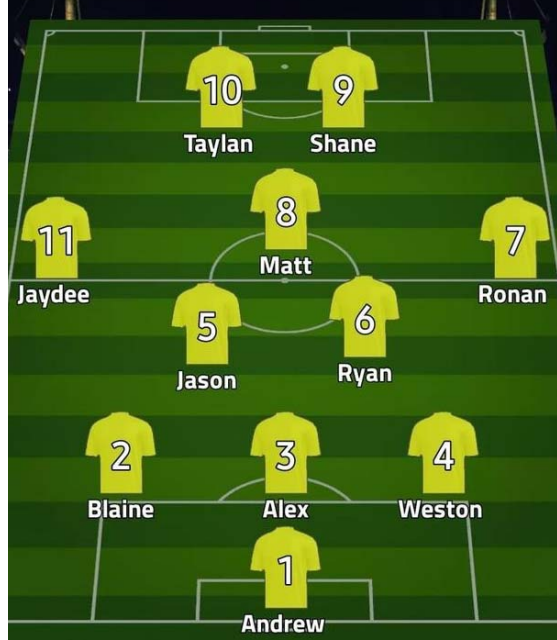 10 9
Taylan Shane
8
11 7
Matt
Jaydee Ronan
5 6
Jason Ryan
2 3 4
Blaine Alex Weston
1
Andrew